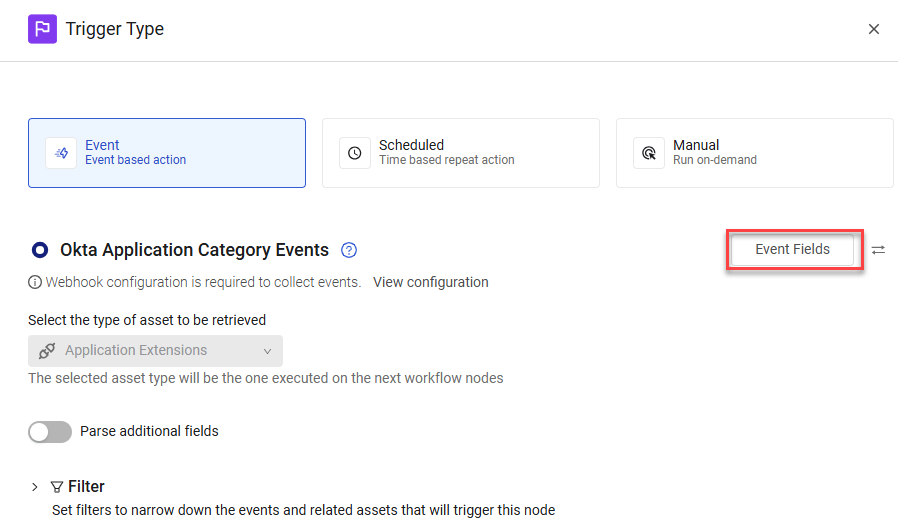 Trigger Type
Event
Event based action
Scheduled
Time based repeat action
Manual
Run on-demand
Okta Application Category Events
Event Fields
Webhook configuration is required to collect events. View configuration
Select the type of asset to be retrieved
Application Extensions
The selected asset type will be the one executed on the next workflow nodes
Parse additional fields
Filter
Set filters to narrow down the events and related assets that will trigger this node